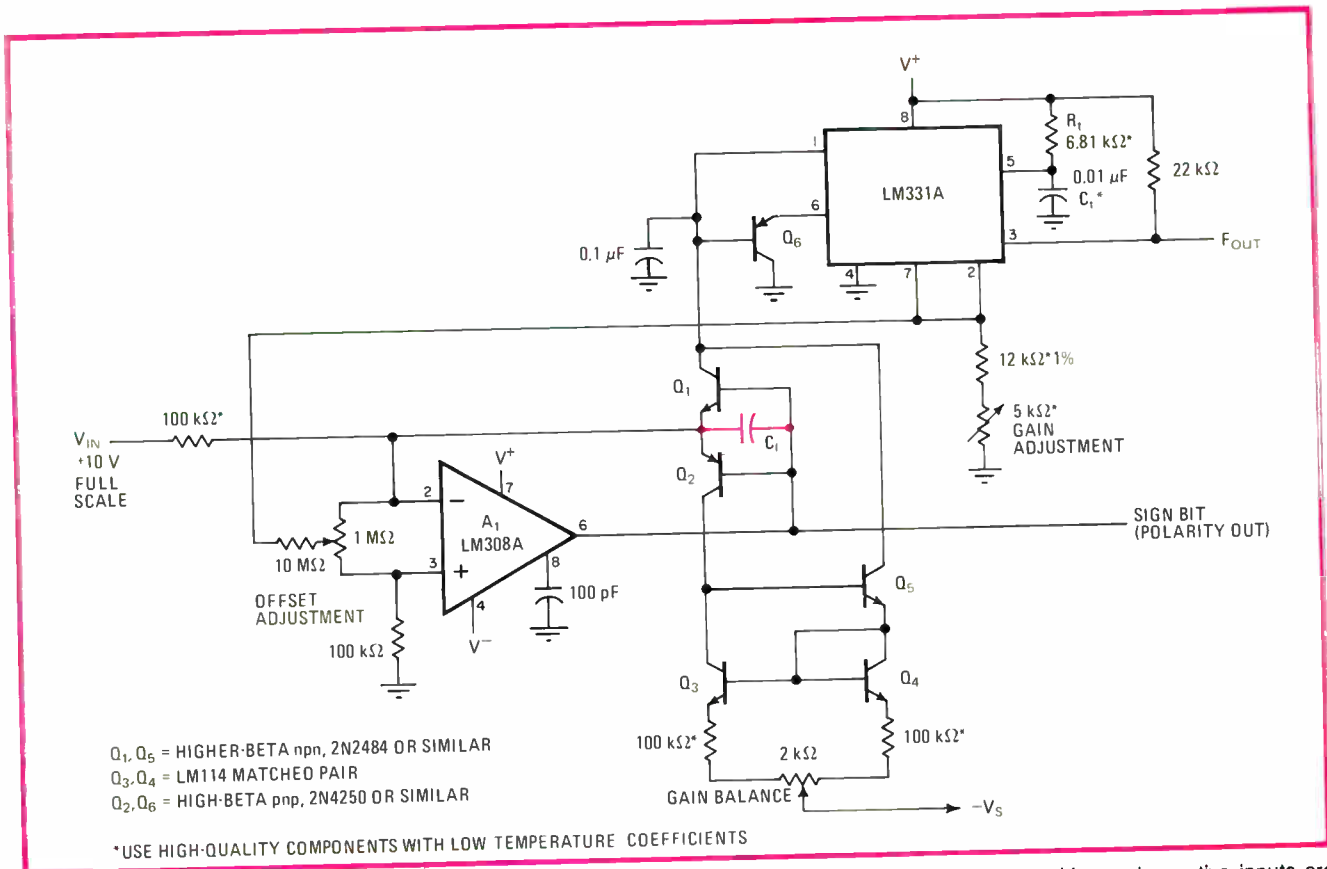 V+
8
1
Rt
6.81 kΩ*
5
0.01 µF
Ct*
22 kΩ
LM331A
6
Q6
3
FOUT
0.1 µF
4
7
2
12 kΩ*1%
5 kΩ*
GAIN
ADJUSTMENT
Q1
100 kΩ*
VIN
+10 V
FULL
SCALE
C1
Q2
V+
7
2
−
A1
LM308A
6
SIGN BIT
(POLARITY OUT)
1 MΩ
10 MΩ
3
+
8
100 pF
4
V−
OFFSET
ADJUSTMENT
100 kΩ
Q5
Q3
Q4
100 kΩ*
100 kΩ*
2 kΩ
GAIN BALANCE
−VS
Q1, Q5 = HIGHER-BETA npn, 2N2484 OR SIMILAR
Q3, Q4 = LM114 MATCHEO PAIR
Q2, Q6 = HIGH-BETA pnp, 2N4250 OR SIMILAR
*USE HIGH-QUALITY COMPONENTS WITH LOW TEMPERATURE COEFFICIENTS